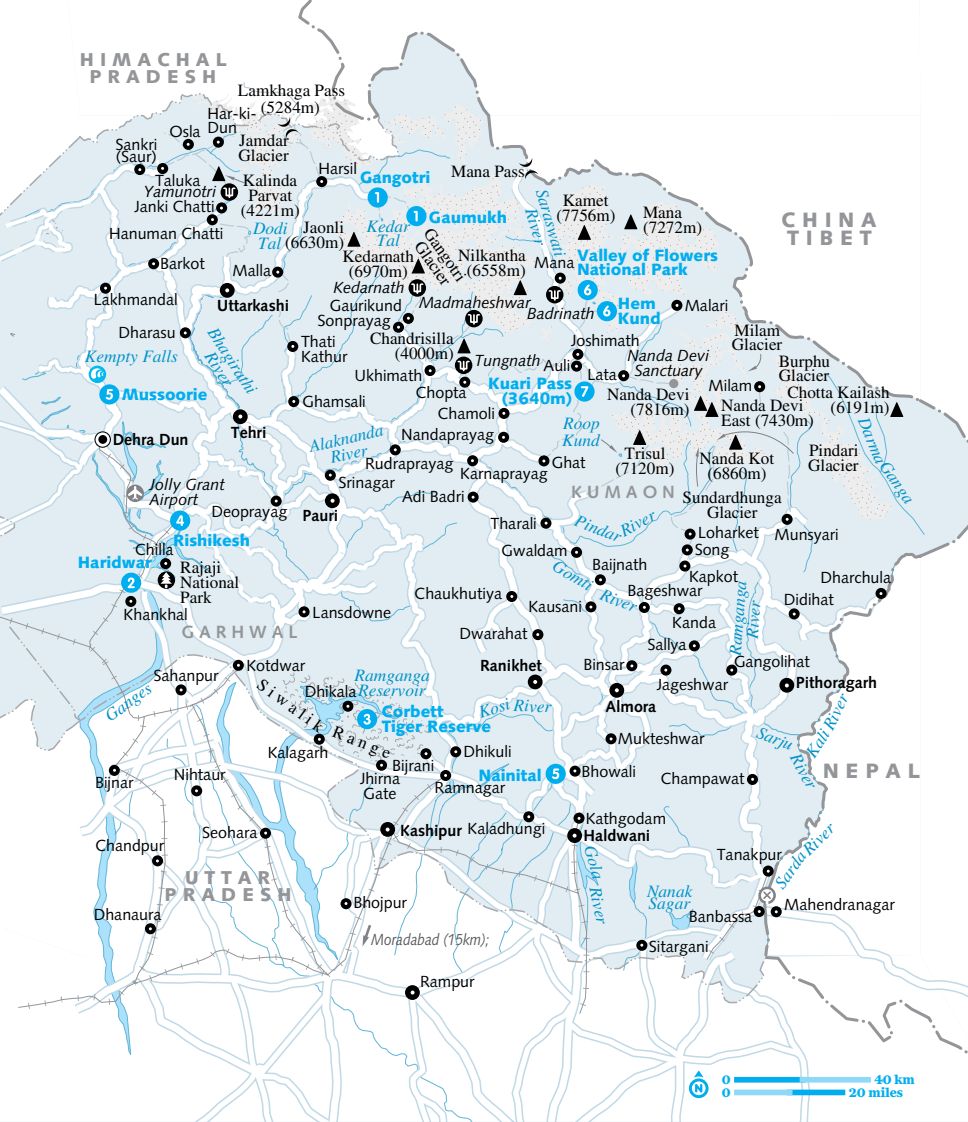 HIMACHAL
PRADESH
Lamkhaga Pass
(5284m)
Har-ki-
Dun
Osla
Jamdar
Glacier
Sankri
(Saur)
Taluka
Yamunotri
Kalinda
Parvat
(4221m)
Janki Chatti
Hanuman Chatti
Harsil
Gangotri
1
1
Gaumukh
Mana Pass
Saraswati
River
Kamet
(7756m)
Mana
(7272m)
CHINA
TIBET
Dodi
Tal
Jaonli
(6630m)
Kedar
Tal
Gangotri
Glacier
Kedarnath
(6970m)
Kedarnath
Nilkantha
(6558m)
Mana
Valley of Flowers
National Park
6
Badrinath
6
Hem
Kund
Malari
Barkot
Malla
Lakhmandal
Uttarkashi
Gaurikund
Sonprayag
Madmaheshwar
Chandrisilla
(4000m)
Tungnath
Dharasu
Bhagirathi
River
Thati
Kathur
Ukhimath
Chopta
Joshimath
Auli
Lata
Nanda Devi
Sanctuary
Milam
Glacier
Milam
Burphu
Glacier
Chotta Kailash
(6191m)
Kempty Falls
5
Mussoorie
Ghamsali
Kuari Pass
(3640m)
7
Nanda Devi
(7816m)
Nanda Devi
East (7430m)
Chamoli
Roop
Kund
Trisul
(7120m)
Nanda Kot
(6860m)
Pindari
Glacier
Darma Ganga
Dehra Dun
Tehri
Alaknanda
River
Nandaprayag
Rudraprayag
Karnaprayag
Ghat
Srinagar
Jolly Grant
Airport
Deoprayag
Pauri
Adi Badri
KUMAON
Sundardhunga
Glacier
4
Rishikesh
Tharali
Pindar River
Loharket
Song
Munsyari
Chilla
Haridwar
2
Rajaji
National
Park
Khankhal
Gwaldam
Gomti River
Baijnath
Kapkot
Bageshwar
Dharchula
Lansdowne
Chaukhutiya
Kausani
Kanda
Ramganga
River
Didihat
GARHWAL
Dwarahat
Sallya
Kotdwar
Ranikhet
Binsar
Jageshwar
Gangolihat
Pithoragarh
Sahanpur
Ganges
Siwalik Range
Dhikala
Ramganga
Reservoir
3
Corbett
Tiger Reserve
Kosi River
Almora
Kali River
Kalagarh
Mukteshwar
Sarju River
Bijrani
Dhikuli
Jhirna
Gate
Ramnagar
Nainital
5
Bhowali
Champawat
NEPAL
Bijnar
Nihtaur
Seohara
Kashipur
Kaladhungi
Kathgodam
Haldwani
Chandpur
Tanakpur
Sarda River
UTTAR
PRADESH
Gola River
Nanak
Sagar
Banbassa
Mahendranagar
Dhanaura
Bhojpur
Moradabad (15km);
Sitargani
Rampur
N
0 40 km
0 20 miles